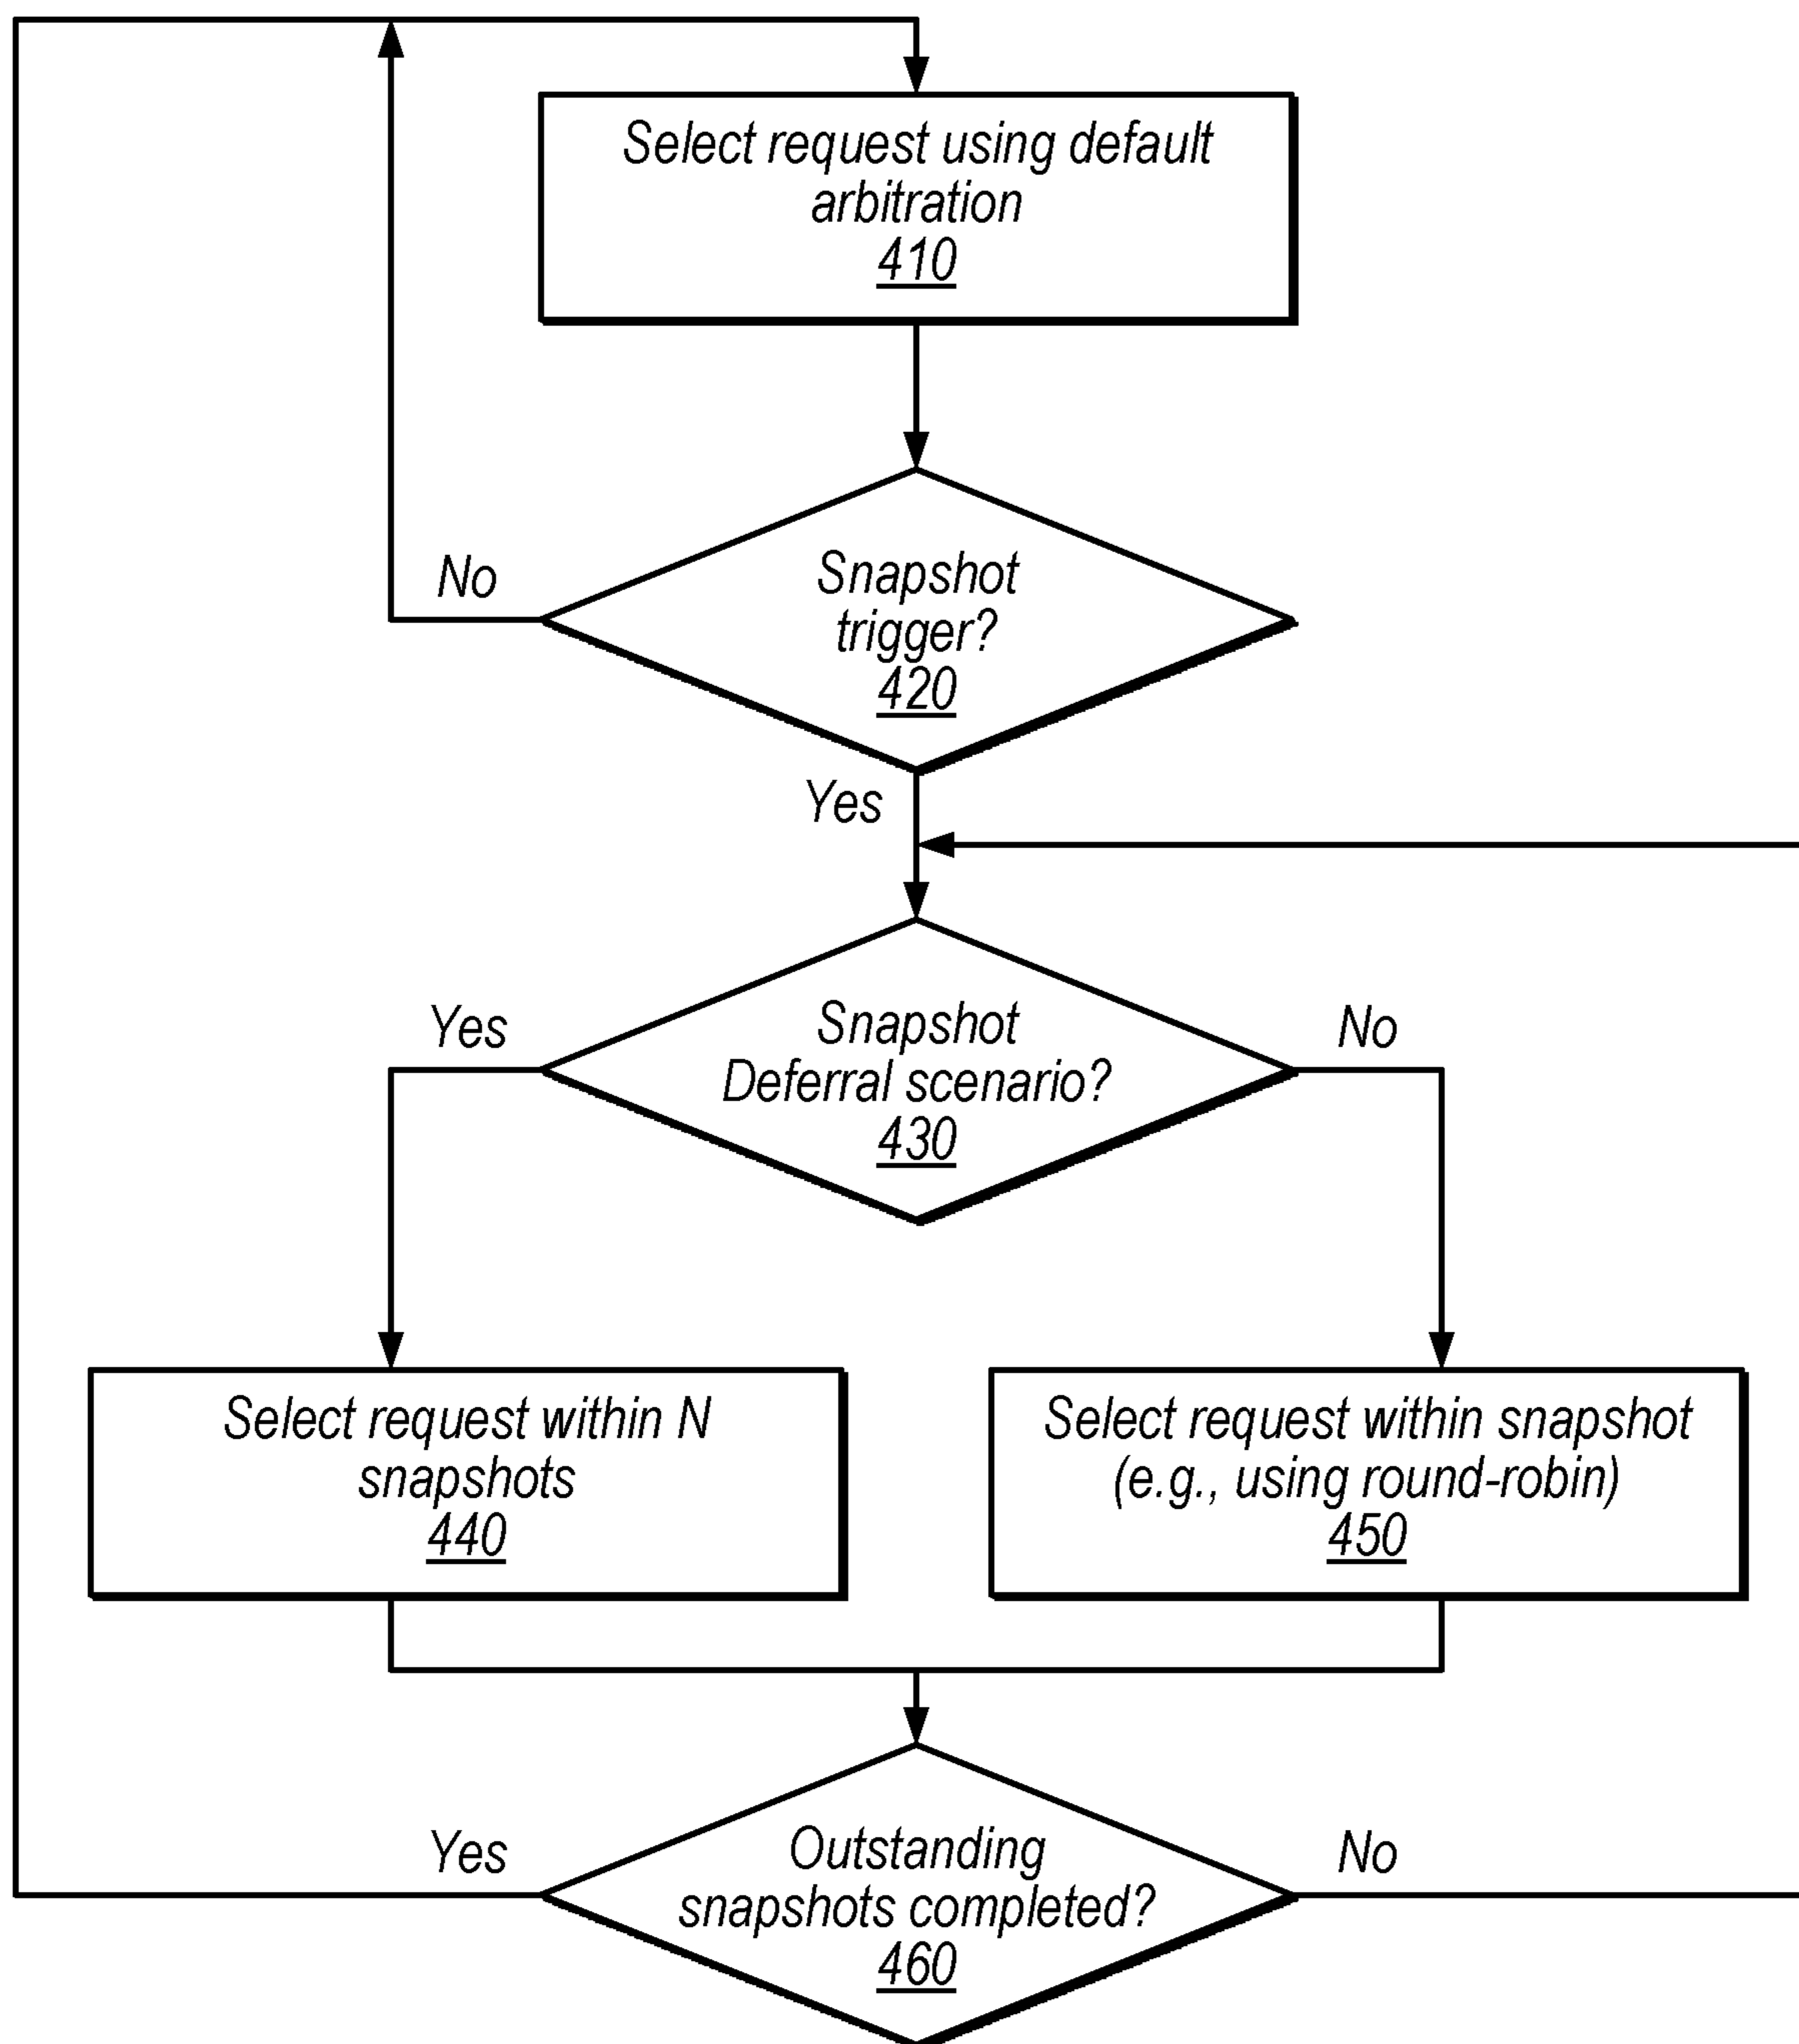 Select request using default
arbitration
410
No
Snapshot
trigger?
420
Yes
Yes
Snapshot
Deferral scenario?
430
No
Select request within N
snapshots
440
Select request within snapshot
(e.g., using round-robin)
450
Yes
Outstanding
snapshots completed?
460
No